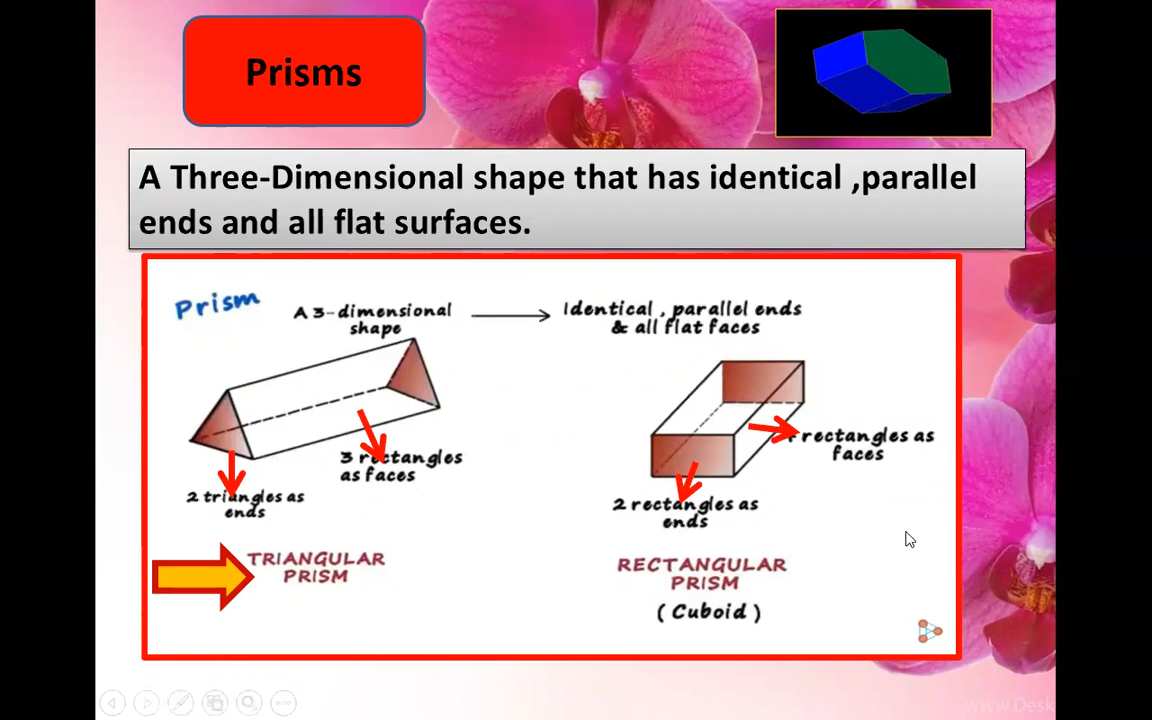 Prisms
A Three-Dimensional shape that has identical ,parallel
ends and all flat surfaces.
Prism
A 3-dimensional
shape
Identical , parallel ends
& all flat faces
3 rectangles
as faces
2 triangles as
ends
rectangles as
faces
2 rectangles as
ends
TRIANGULAR
PRISM
RECTANGULAR
PRISM
( Cuboid )
www.Desk